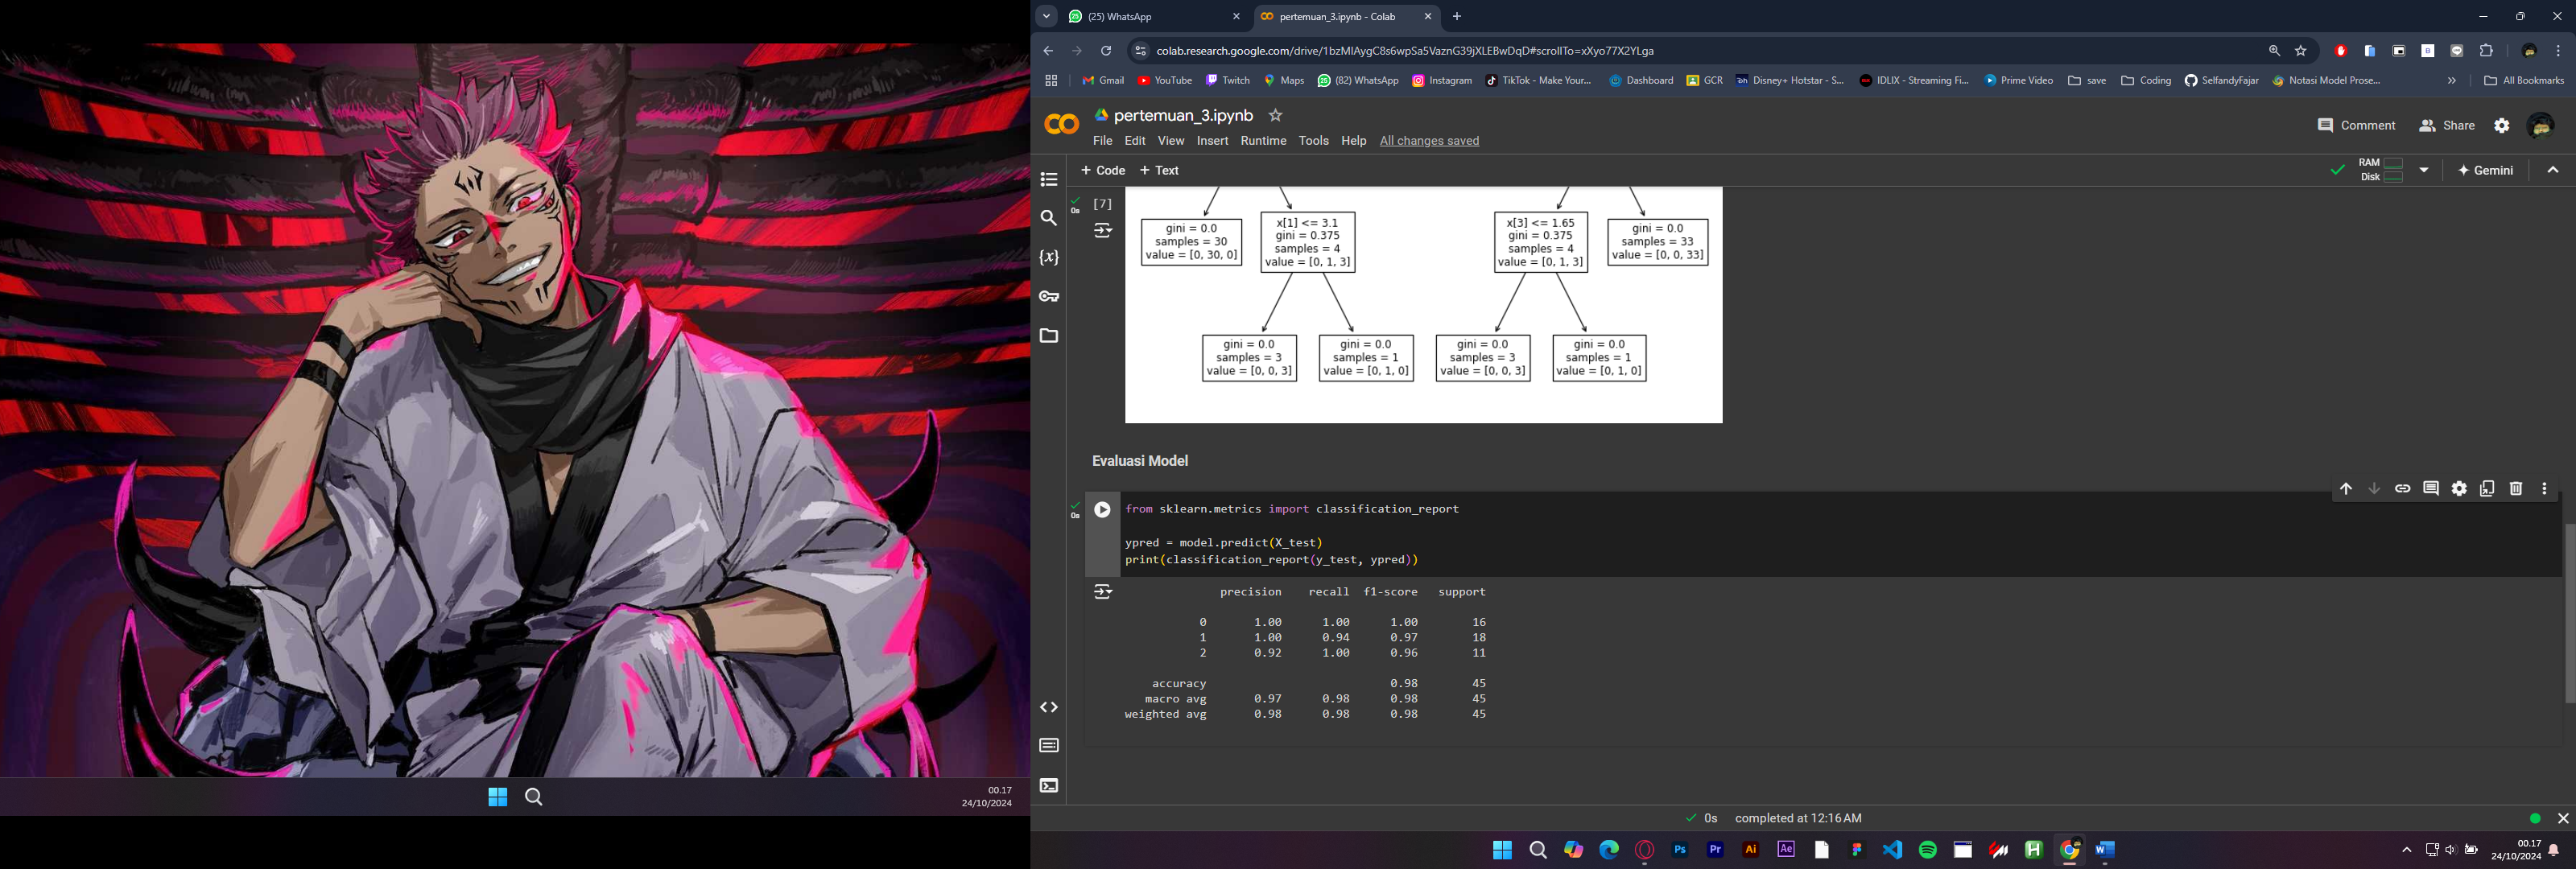 00.17
24/10/2024
(25) WhatsApp
pertemuan_3.ipynb - Colab
colab.research.google.com/drive/1bzMIAygC8s6wpSa5VaznG39jXLEBwDqD#scrollTo=xXyo77X2YLga
Gmail YouTube Twitch Maps (82) WhatsApp Instagram TikTok - Make Your... Dashboard GCR Disney+ Hotstar - S... IDLIX - Streaming Fi... Prime Video save Coding SelfandyFajar Notasi Model Prose... All Bookmarks
pertemuan_3.ipynb
Comment Share
File Edit View Insert Runtime Tools Help All changes saved
+ Code + Text
RAM
Disk
Gemini
[7]
0s
gini = 0.0
samples = 30
value = [0, 30, 0]
x[1] <= 3.1
gini = 0.375
samples = 4
value = [0, 1, 3]
x[3] <= 1.65
gini = 0.375
samples = 4
value = [0, 1, 3]
gini = 0.0
samples = 33
value = [0, 0, 33]
gini = 0.0
samples = 3
value = [0, 0, 3]
gini = 0.0
samples = 1
value = [0, 1, 0]
gini = 0.0
samples = 3
value = [0, 0, 3]
gini = 0.0
samples = 1
value = [0, 1, 0]
Evaluasi Model
0s
from sklearn.metrics import classification_report
ypred = model.predict(X_test)
print(classification_report(y_test, ypred))
precision recall f1-score support
0 1.00 1.00 1.00 16
1 1.00 0.94 0.97 18
2 0.92 1.00 0.96 11
accuracy 0.98 45
macro avg 0.97 0.98 0.98 45
weighted avg 0.98 0.98 0.98 45
0s completed at 12:16 AM
Ps Pr Ai Ae
00.17
24/10/2024